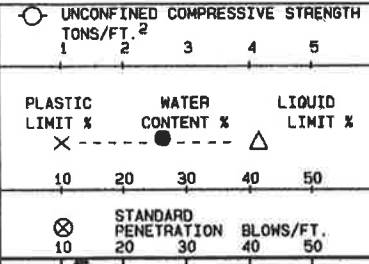 UNCONFINED COMPRESSIVE STRENGTH
TONS/FT.2
1 2 3 4 5
PLASTIC WATER LIQUID
LIMIT % CONTENT % LIMIT %
10 20 30 40 50
STANDARD
PENETRATION BLOWS/FT.
10 20 30 40 50